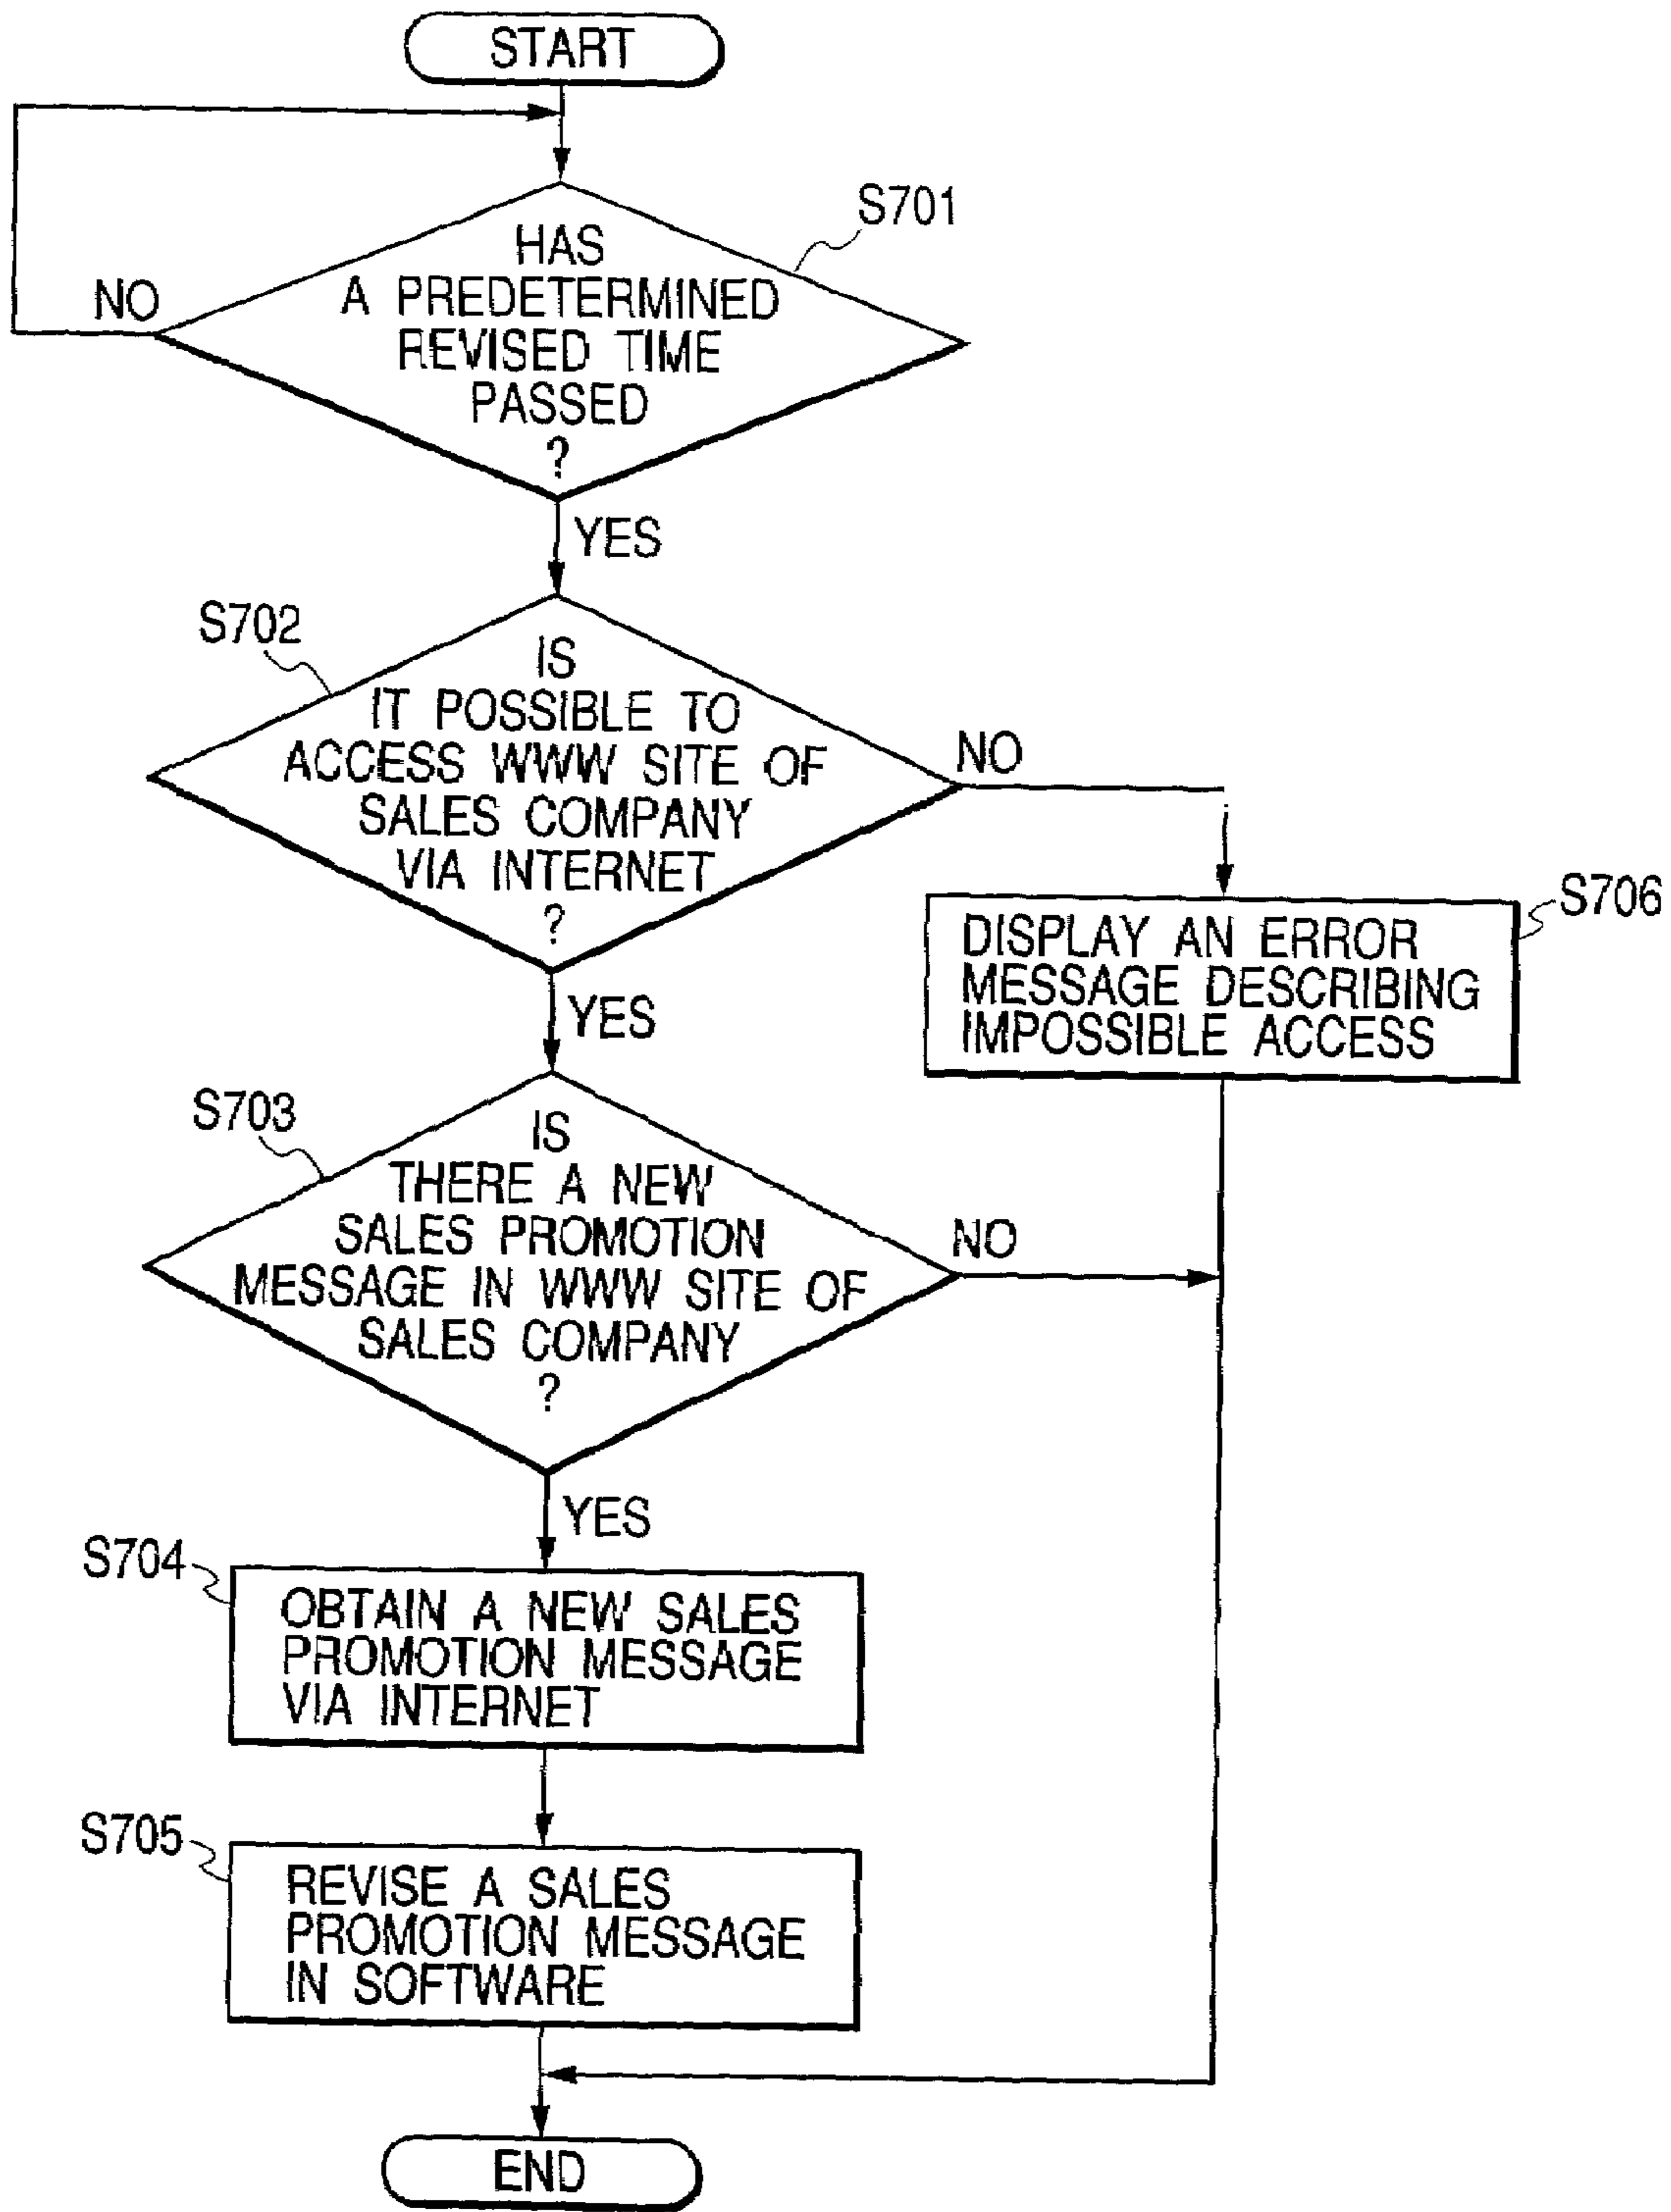 START
S701
HAS
A PREDETERMINED
REVISED TIME
PASSED
?
NO
YES
S702
IS
IT POSSIBLE TO
ACCESS WWW SITE OF
SALES COMPANY
VIA INTERNET
?
NO
YES
S706
DISPLAY AN ERROR
MESSAGE DESCRIBING
IMPOSSIBLE ACCESS
S703
IS
THERE A NEW
SALES PROMOTION
MESSAGE IN WWW SITE OF
SALES COMPANY
?
NO
YES
S704
OBTAIN A NEW SALES
PROMOTION MESSAGE
VIA INTERNET
S705
REVISE A SALES
PROMOTION MESSAGE
IN SOFTWARE
END